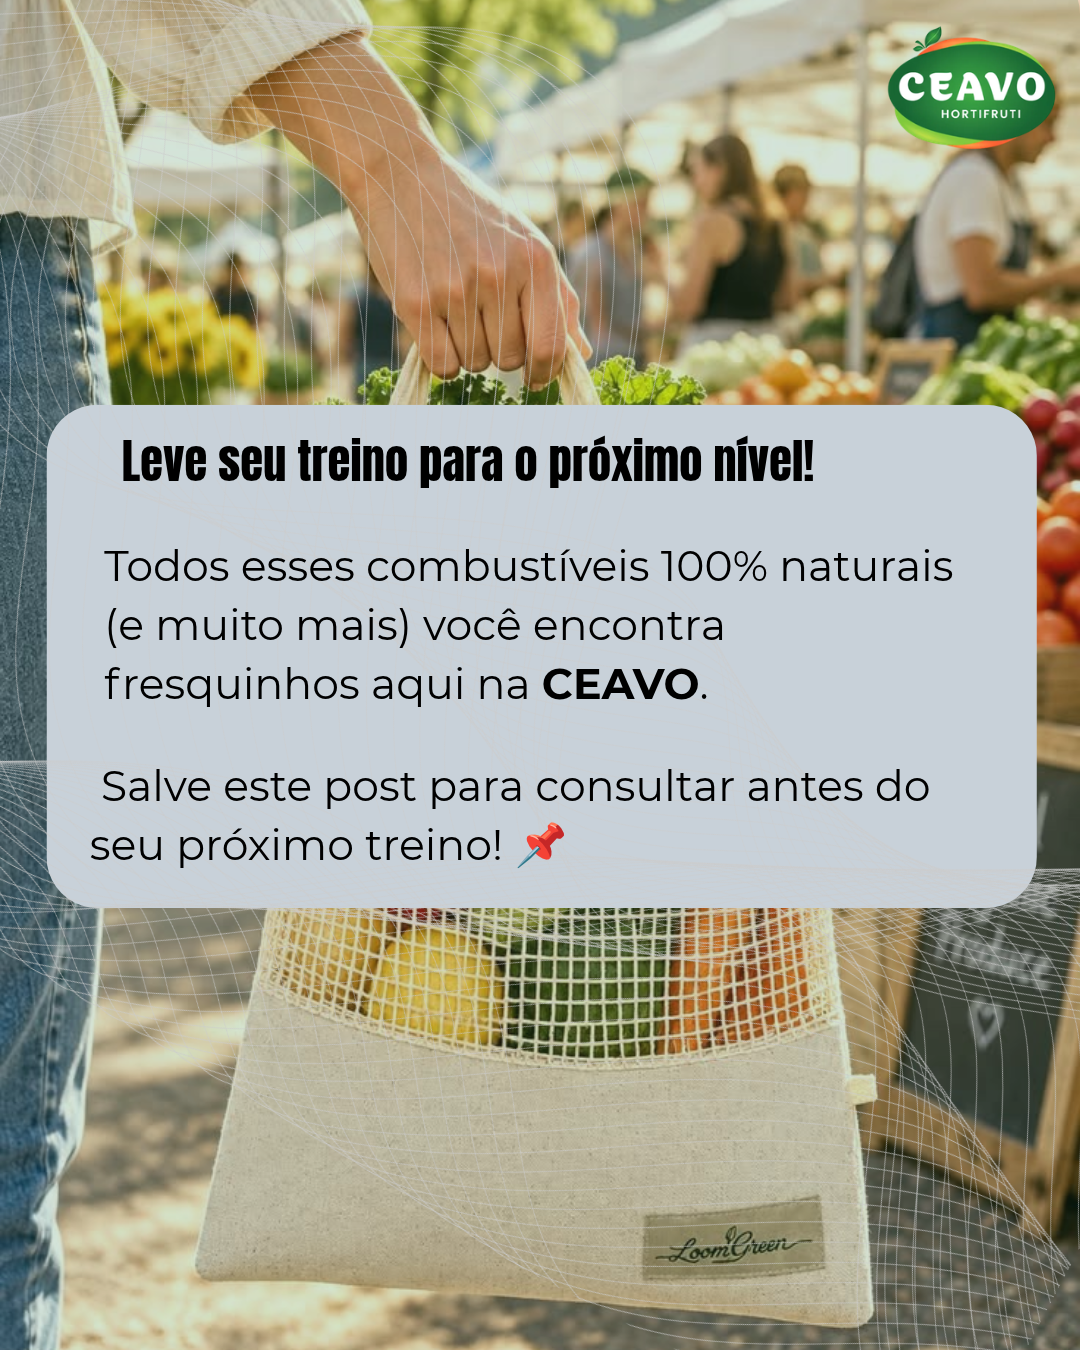 CEAVO
HORTIFRUTI
Leve seu treino para o próximo nível!
Todos esses combustíveis 100% naturais
(e muito mais) você encontra
fresquinhos aqui na CEAVO.
Salve este post para consultar antes do
seu próximo treino! 📌
LoomGreen